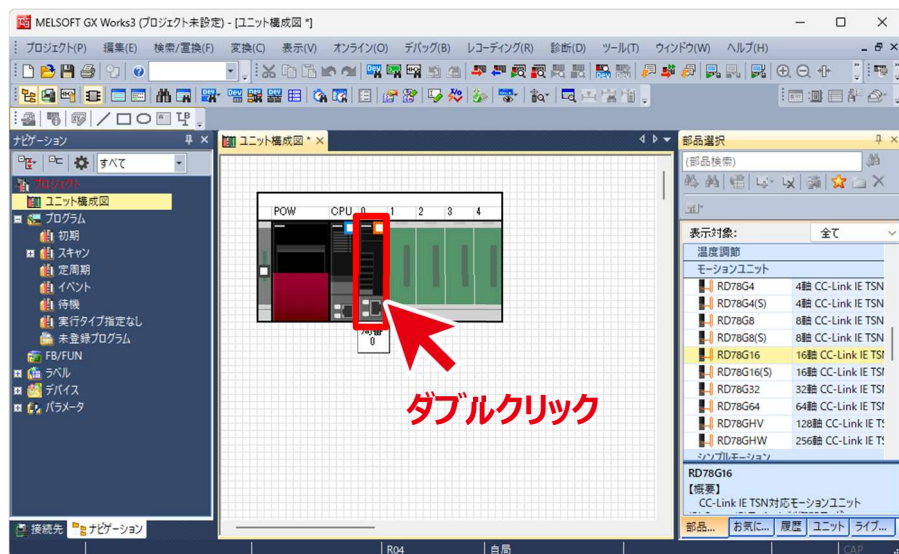 MELSOFT GX Works3 (プロジェクト未設定) - [ユニット構成図 *]
プロジェクト(P) 編集(E) 検索/置換(F) 変換(C) 表示(V) オンライン(O) デバッグ(B) レコーディング(R) 診断(D) ツール(T) ウィンドウ(W) ヘルプ(H)
ナビゲーション
すべて
プロジェクト
ユニット構成図
プログラム
初期
スキャン
定周期
イベント
待機
実行タイプ指定なし
未登録プログラム
FB/FUN
ラベル
デバイス
パラメータ
接続先 ナビゲーション
ユニット構成図 *
POW CPU 0 1 2 3 4
0
ダブルクリック
部品選択
(部品検索)
表示対象: 全て
温度調節
モーションユニット
RD78G4 4軸 CC-Link IE TSN
RD78G4(S) 4軸 CC-Link IE TSN
RD78G8 8軸 CC-Link IE TSN
RD78G8(S) 8軸 CC-Link IE TSN
RD78G16 16軸 CC-Link IE TS
RD78G16(S) 16軸 CC-Link IE TS
RD78G32 32軸 CC-Link IE TS
RD78G64 64軸 CC-Link IE TS
RD78GHV 128軸 CC-Link IE T
RD78GHW 256軸 CC-Link IE T
シンプルモーション
RD78G16
【概要】
CC-Link IE TSN対応モーションユニット
部品... お気に... 履歴 ユニット ライブ...
R04 自局 CAP